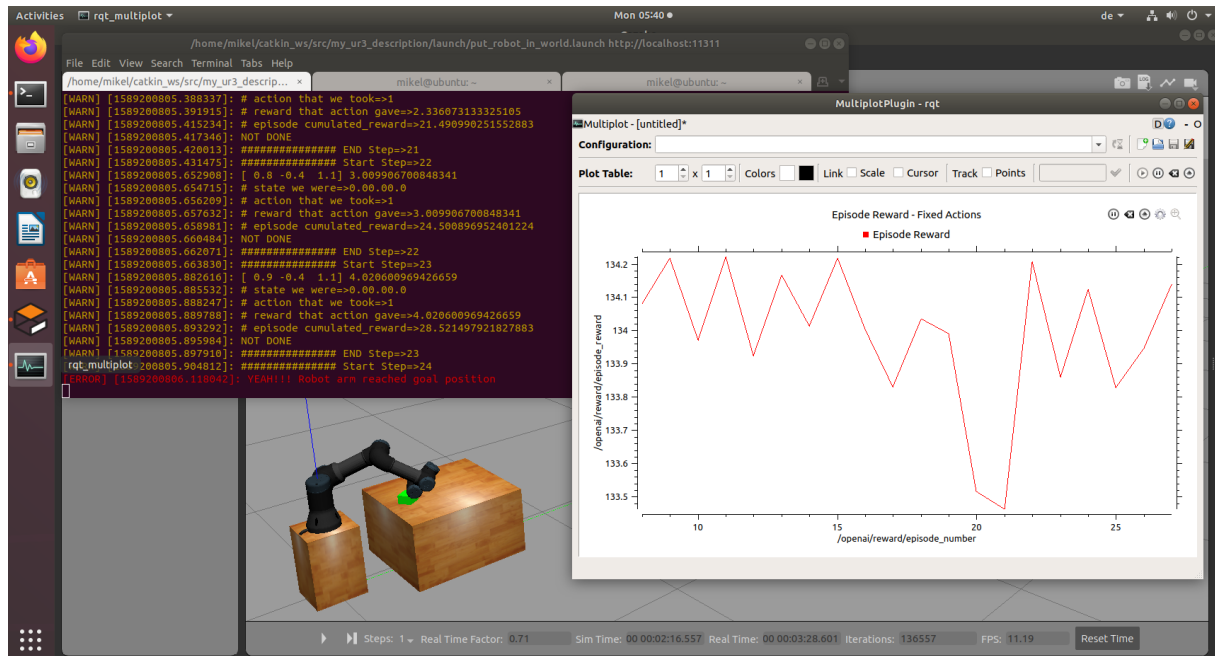 Activities rqt_multiplot Mon 05:40 de
/home/mikel/catkin_ws/src/my_ur3_description/launch/put_robot_in_world.launch http://localhost:11311
File Edit View Search Terminal Tabs Help
/home/mikel/catkin_ws/src/my_ur3_descrip... × mikel@ubuntu: ~ × mikel@ubuntu: ~ ×
[WARN] [1589200805.388337]: # action that we took=>1
[WARN] [1589200805.391915]: # reward that action gave=>2.336073133325105
[WARN] [1589200805.415234]: # episode cumulated_reward=>21.490990251552883
[WARN] [1589200805.417346]: NOT DONE
[WARN] [1589200805.420013]: ############### END Step=>21
[WARN] [1589200805.431475]: ############### Start Step=>22
[WARN] [1589200805.652908]: [ 0.8 -0.4 1.1] 3.009906700848341
[WARN] [1589200805.654715]: # state we were=>0.00.00.0
[WARN] [1589200805.656209]: # action that we took=>1
[WARN] [1589200805.657632]: # reward that action gave=>3.009906700848341
[WARN] [1589200805.658981]: # episode cumulated_reward=>24.500896952401224
[WARN] [1589200805.660484]: NOT DONE
[WARN] [1589200805.662071]: ############### END Step=>22
[WARN] [1589200805.663830]: ############### Start Step=>23
[WARN] [1589200805.882616]: [ 0.9 -0.4 1.1] 4.020600969426659
[WARN] [1589200805.885532]: # state we were=>0.00.00.0
[WARN] [1589200805.888247]: # action that we took=>1
[WARN] [1589200805.889788]: # reward that action gave=>4.020600969426659
[WARN] [1589200805.893292]: # episode cumulated_reward=>28.521497921827883
[WARN] [1589200805.895984]: NOT DONE
[WARN] [1589200805.897910]: ############### END Step=>23
rqt_multiplot 200805.904812]: ############### Start Step=>24
[ERROR] [1589200806.110042]: YEAH!!! Robot arm reached goal position
MultiplotPlugin - rqt
Multiplot - [untitled]* D - O
Configuration:
Plot Table: 1 x 1 Colors Link Scale Cursor Track Points
Episode Reward - Fixed Actions
Episode Reward
134.2
134.1
134
133.9
133.8
133.7
133.6
133.5
/openai/reward/episode_reward
10 15 20 25
/openai/reward/episode_number
Steps: 1 Real Time Factor: 0.71 Sim Time: 00 00:02:16.557 Real Time: 00 00:03:28.601 Iterations: 136557 FPS: 11.19 Reset Time